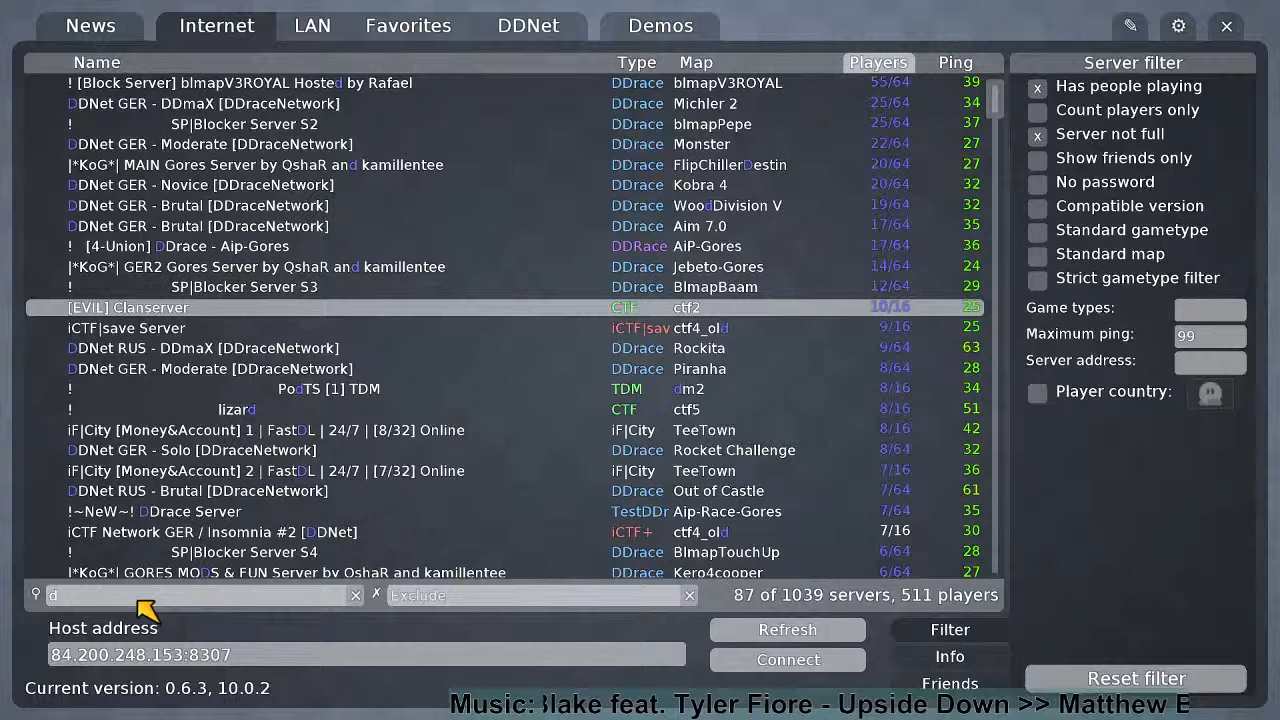 News Internet LAN Favorites DDNet Demos
Name Type Map Players Ping
! [Block Server] blmapV3ROYAL Hosted by Rafael DDrace blmapV3ROYAL 55/64 39
DDNet GER - DDmaX [DDraceNetwork] DDrace Michler 2 25/64 34
! SP|Blocker Server S2 DDrace blmapPepe 25/64 37
DDNet GER - Moderate [DDraceNetwork] DDrace Monster 22/64 27
|*KoG*| MAIN Gores Server by QshaR and kamillentee DDrace FlipChillerDestin 20/64 27
DDNet GER - Novice [DDraceNetwork] DDrace Kobra 4 20/64 32
DDNet GER - Brutal [DDraceNetwork] DDrace WoodDivision V 19/64 32
DDNet GER - Brutal [DDraceNetwork] DDrace Aim 7.0 17/64 35
! [4-Union] DDrace - Aip-Gores DDRace AiP-Gores 17/64 36
|*KoG*| GER2 Gores Server by QshaR and kamillentee DDrace Jebeto-Gores 14/64 24
! SP|Blocker Server S3 DDrace BlmapBaam 12/64 29
[EVIL] Clanserver CTF ctf2 10/16 25
iCTF|save Server iCTF|sav ctf4_old 9/16 25
DDNet RUS - DDmaX [DDraceNetwork] DDrace Rockita 9/64 63
DDNet GER - Moderate [DDraceNetwork] DDrace Piranha 8/64 28
! PodTS [1] TDM TDM dm2 8/16 34
! lizard CTF ctf5 8/16 51
iF|City [Money&Account] 1 | FastDL | 24/7 | [8/32] Online iF|City TeeTown 8/16 42
DDNet GER - Solo [DDraceNetwork] DDrace Rocket Challenge 8/64 32
iF|City [Money&Account] 2 | FastDL | 24/7 | [7/32] Online iF|City TeeTown 7/16 36
DDNet RUS - Brutal [DDraceNetwork] DDrace Out of Castle 7/64 61
!~NeW~! DDrace Server TestDDr Aip-Race-Gores 7/64 35
iCTF Network GER / Insomnia #2 [DDNet] iCTF+ ctf4_old 7/16 30
! SP|Blocker Server S4 DDrace BlmapTouchUp 6/64 28
|*KoG*| GORES MODS & FUN Server by QshaR and kamillentee DDrace Kero4cooper 6/64 27
d Exclude 87 of 1039 servers, 511 players
Host address
84.200.248.153:8307
Refresh
Connect
Filter
Info
Friends
Current version: 0.6.3, 10.0.2
Server filter
x Has people playing
Count players only
x Server not full
Show friends only
No password
Compatible version
Standard gametype
Standard map
Strict gametype filter
Game types:
Maximum ping: 99
Server address:
Player country:
Reset filter
Music: Blake feat. Tyler Fiore - Upside Down >> Matthew